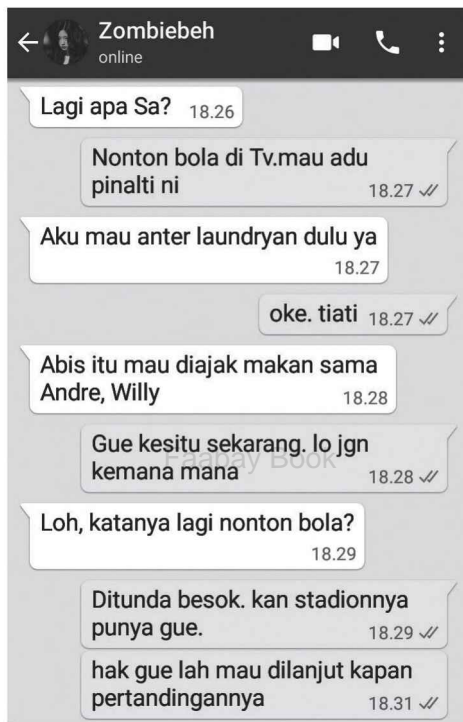 Zombiebeh
online
Lagi apa Sa? 18.26
Nonton bola di Tv.mau adu
pinalti ni 18.27
Aku mau anter laundryan dulu ya
18.27
oke. tiati 18.27
Abis itu mau diajak makan sama
Andre, Willy 18.28
Gue kesitu sekarang. lo jgn
kemana mana 18.28
Faabay Book
Loh, katanya lagi nonton bola?
18.29
Ditunda besok. kan stadionnya
punya gue. 18.29
hak gue lah mau dilanjut kapan
pertandingannya 18.31